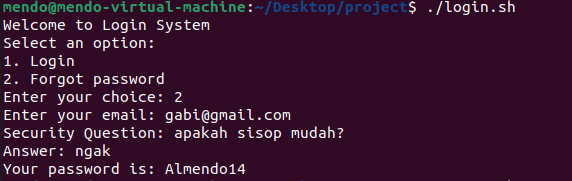 mendo@mendo-virtual-machine:~/Desktop/project$ ./login.sh
Welcome to Login System
Select an option:
1. Login
2. Forgot password
Enter your choice: 2
Enter your email: gabi@gmail.com
Security Question: apakah sisop mudah?
Answer: ngak
Your password is: Almendo14